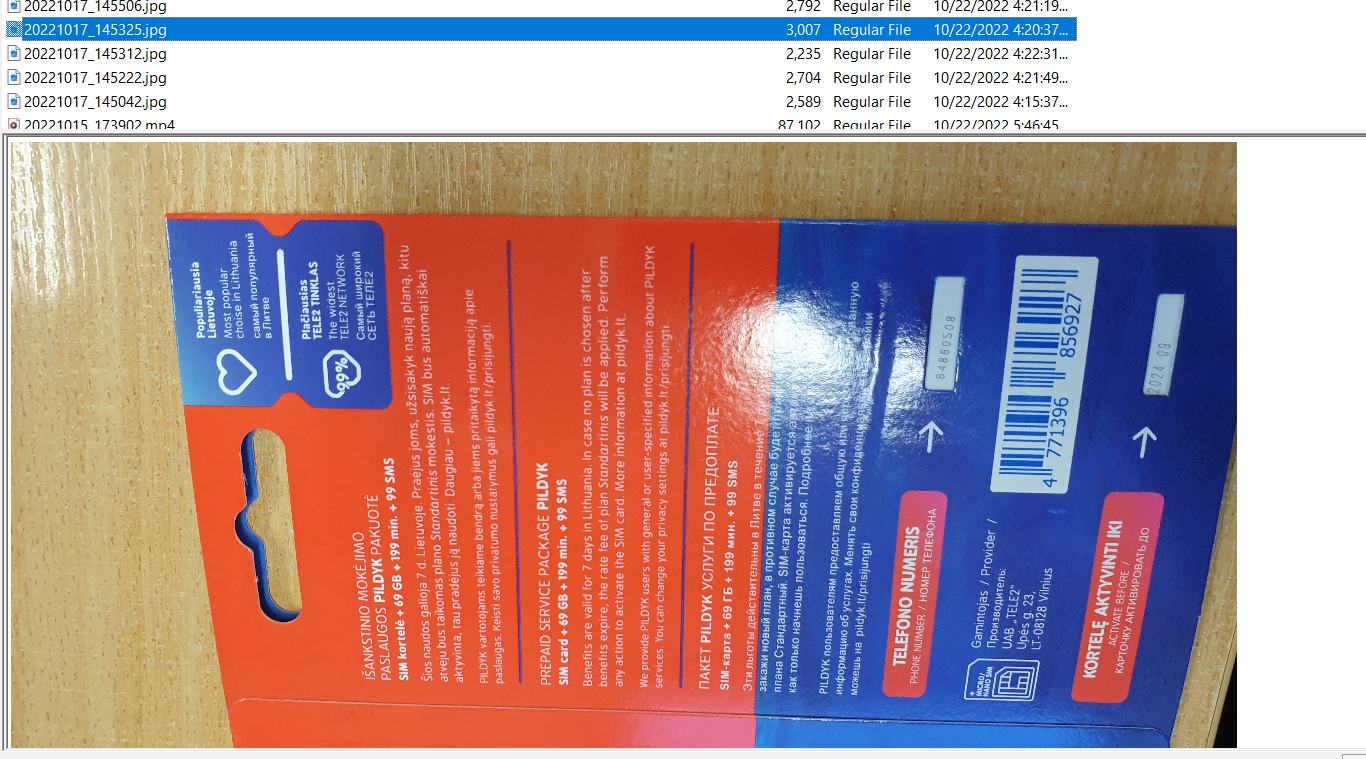 20221017_145506.jpg 2,792 Regular File 10/22/2022 4:21:19...
20221017_145325.jpg 3,007 Regular File 10/22/2022 4:20:37...
20221017_145312.jpg 2,235 Regular File 10/22/2022 4:22:31...
20221017_145222.jpg 2,704 Regular File 10/22/2022 4:21:49...
20221017_145042.jpg 2,589 Regular File 10/22/2022 4:15:37...
20221015_173902.mp4 87,102 Regular File 10/22/2022 5:46:45
Populiariausia
Lietuvoje
Most popular
choise in Lithuania
самый популярный
в Литве
99%
Plačiausias
TELE2 TINKLAS
The widest
TELE2 NETWORK
Самый широкий
СЕТЬ ТЕЛЕ2
IŠANKSTINIO MOKĖJIMO
PASLAUGOS PILDYK PAKUOTĖ
SIM kortelė + 69 GB + 199 min. + 99 SMS
Šios naudos galioja 7 d. Lietuvoje. Praėjus joms, užsisakyk naują planą, kitu
atveju bus taikomas plano Standartinis mokestis. SIM bus automatiškai
aktyvinta, tau pradėjus ją naudoti. Daugiau – pildyk.lt.
PILDYK vartotojams teikiame bendrą arba jiems pritaikytą informaciją apie
paslaugas. Keisti savo privatumo nustatymus gali pildyk.lt/prisijungti.
PREPAID SERVICE PACKAGE PILDYK
SIM card + 69 GB + 199 min. + 99 SMS
Benefits are valid for 7 days in Lithuania. In case no plan is chosen after
benefits expire, the rate fee of plan Standartinis will be applied. Perform
any action to activate the SIM card. More information at pildyk.lt.
We provide PILDYK users with general or user-specified information about PILDYK
services. You can change your privacy settings at pildyk.lt/prisijungti.
ПАКЕТ PILDYK УСЛУГИ ПО ПРЕДОПЛАТЕ
SIM-карта + 69 ГБ + 199 мин. + 99 SMS
Эти льготы действительны в Литве в течение 7
закажи новый план, в противном случае будет
плана Стандартный. SIM-карта активируется
как только начнешь пользоваться. Подробнее
PILDYK пользователям предоставляем общую или
информацию об услугах. Менять свои
можешь на pildyk.lt/prisijungti
TELEFONO NUMERIS
PHONE NUMBER / НОМЕР ТЕЛЕФОНА
64860508
+ MICRO/
NANO SIM
Gaminojas / Provider /
Производитель:
UAB „TELE2"
Upės g. 23,
LT-08128 Vilnius
4 771396 856927
KORTELĘ AKTYVINTI IKI
ACTIVATE BEFORE /
КАРТОЧКУ АКТИВИРОВАТЬ ДО
2024 09